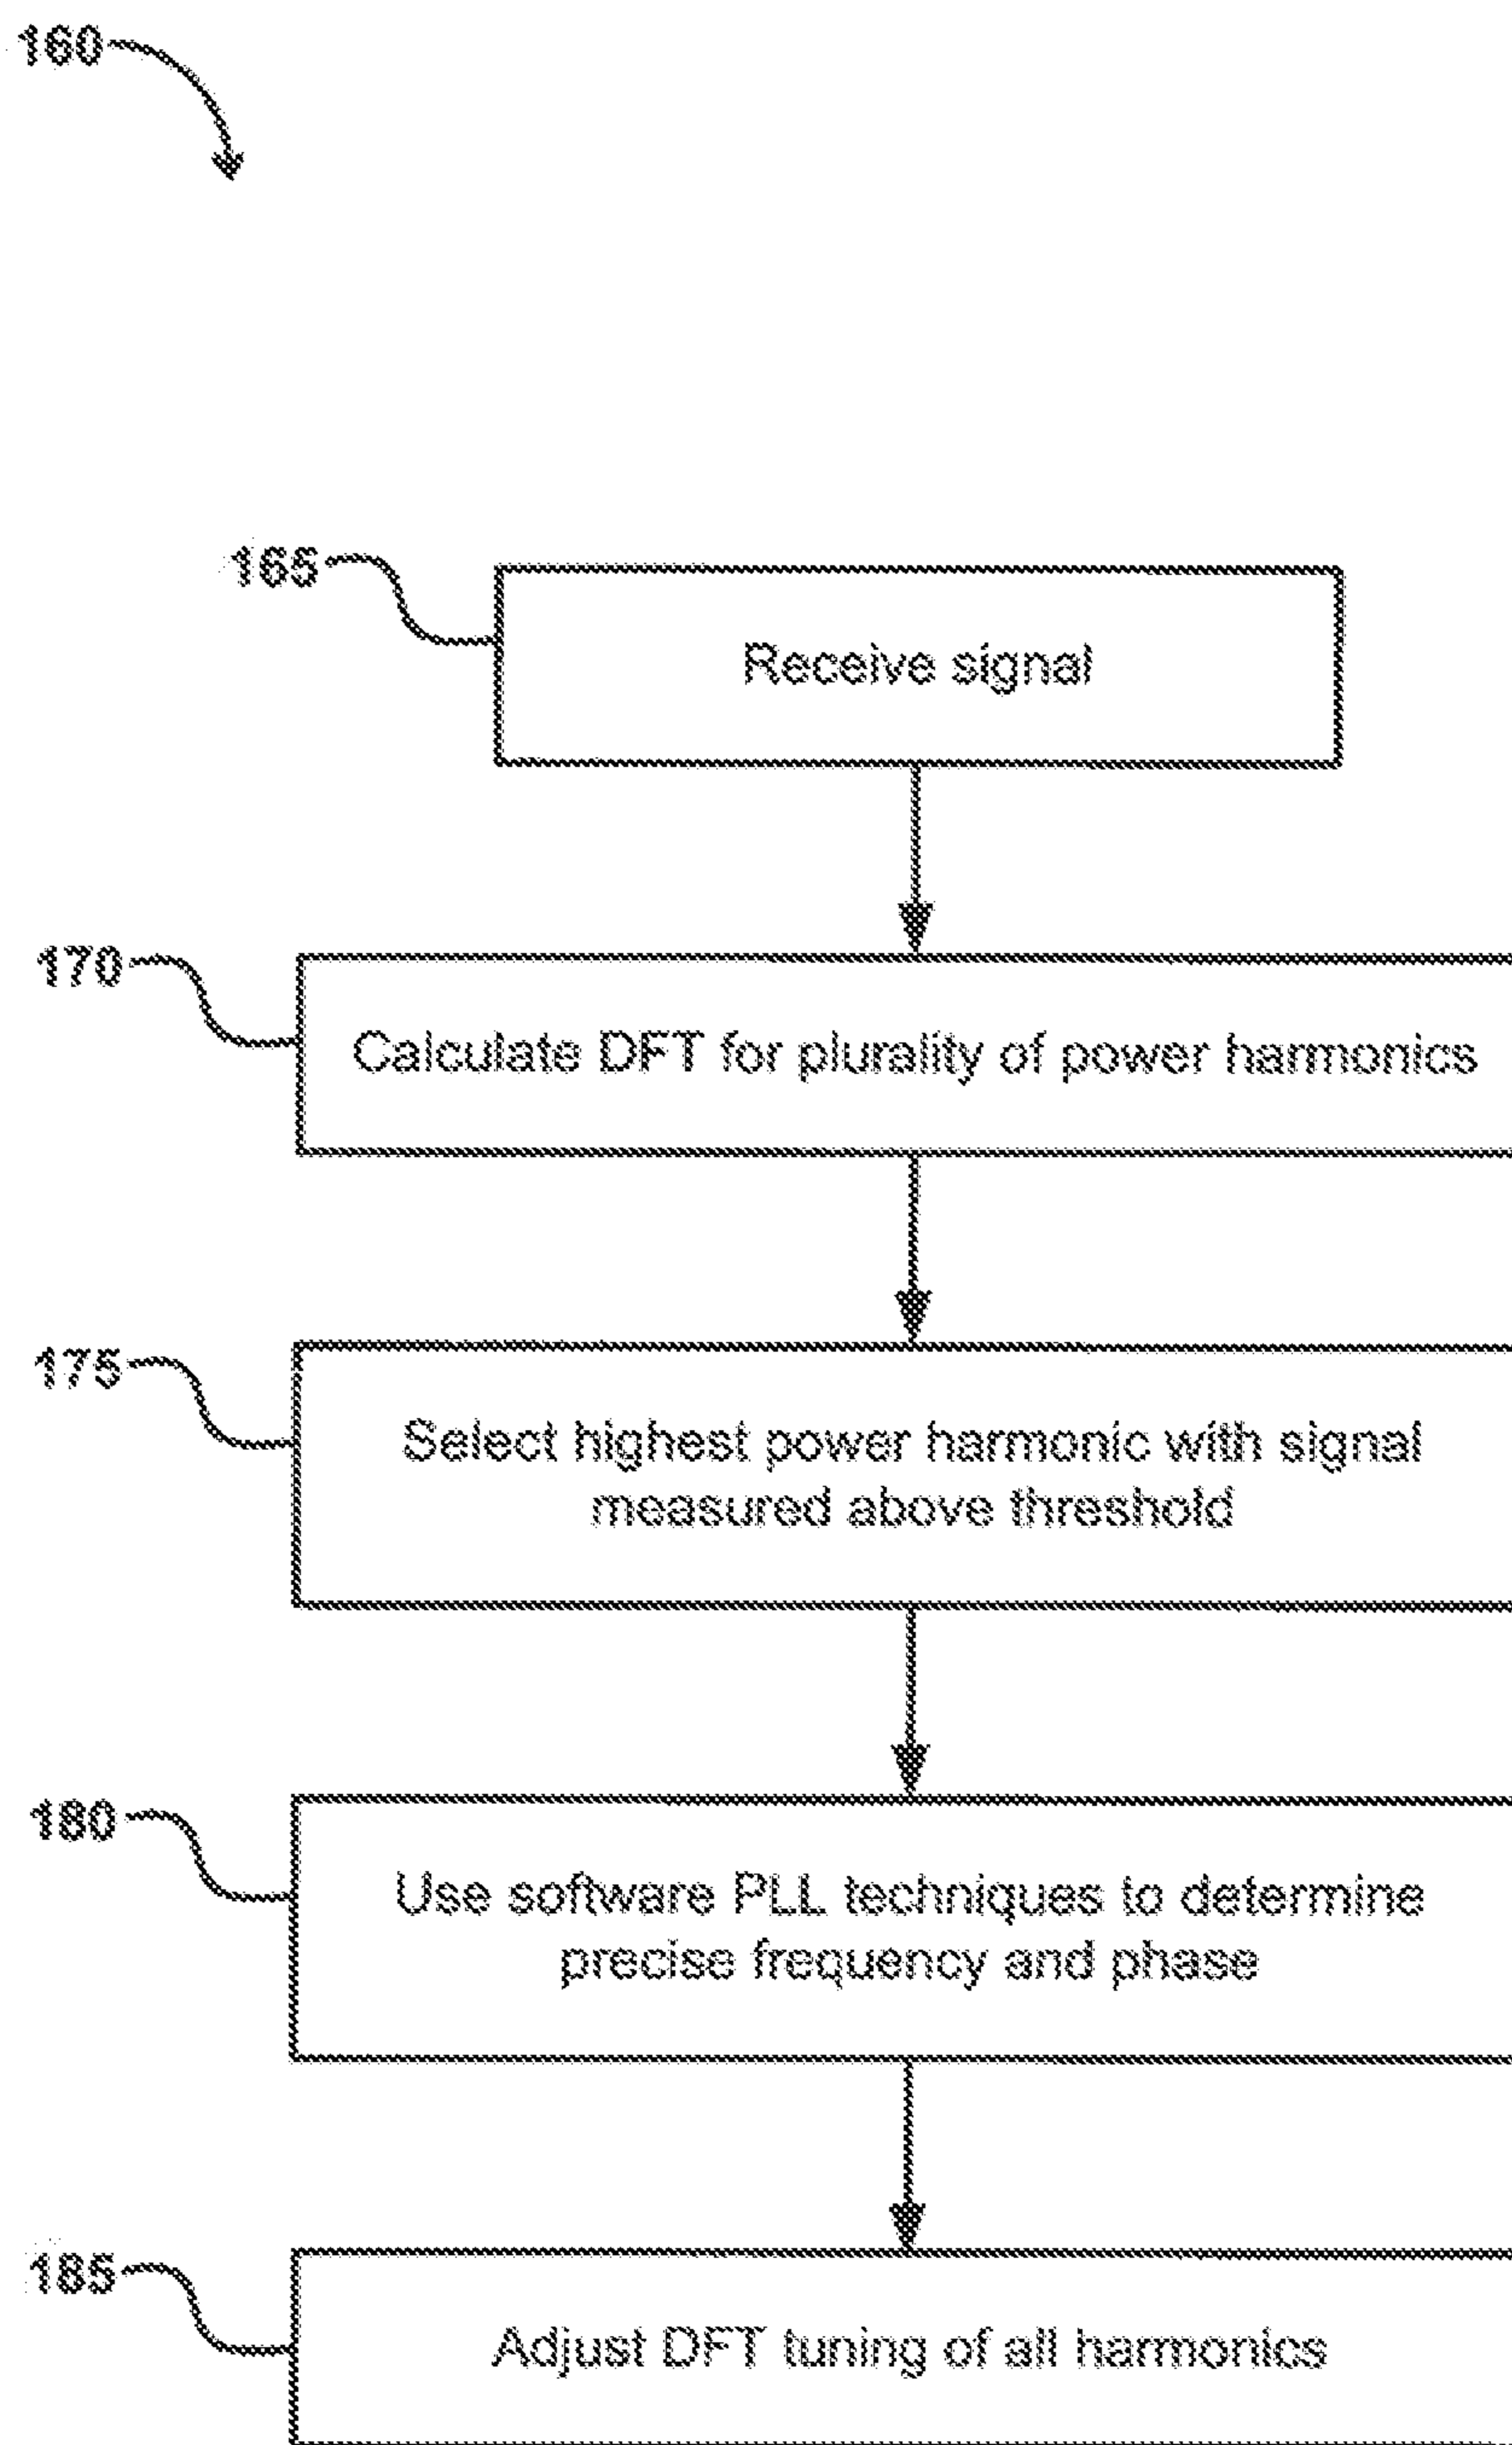 160
165
Receive signal
170
Calculate DFT for plurality of power harmonics
175
Select highest power harmonic with signal
measured above threshold
180
Use software PLL techniques to determine
precise frequency and phase
185
Adjust DFT tuning of all harmonics